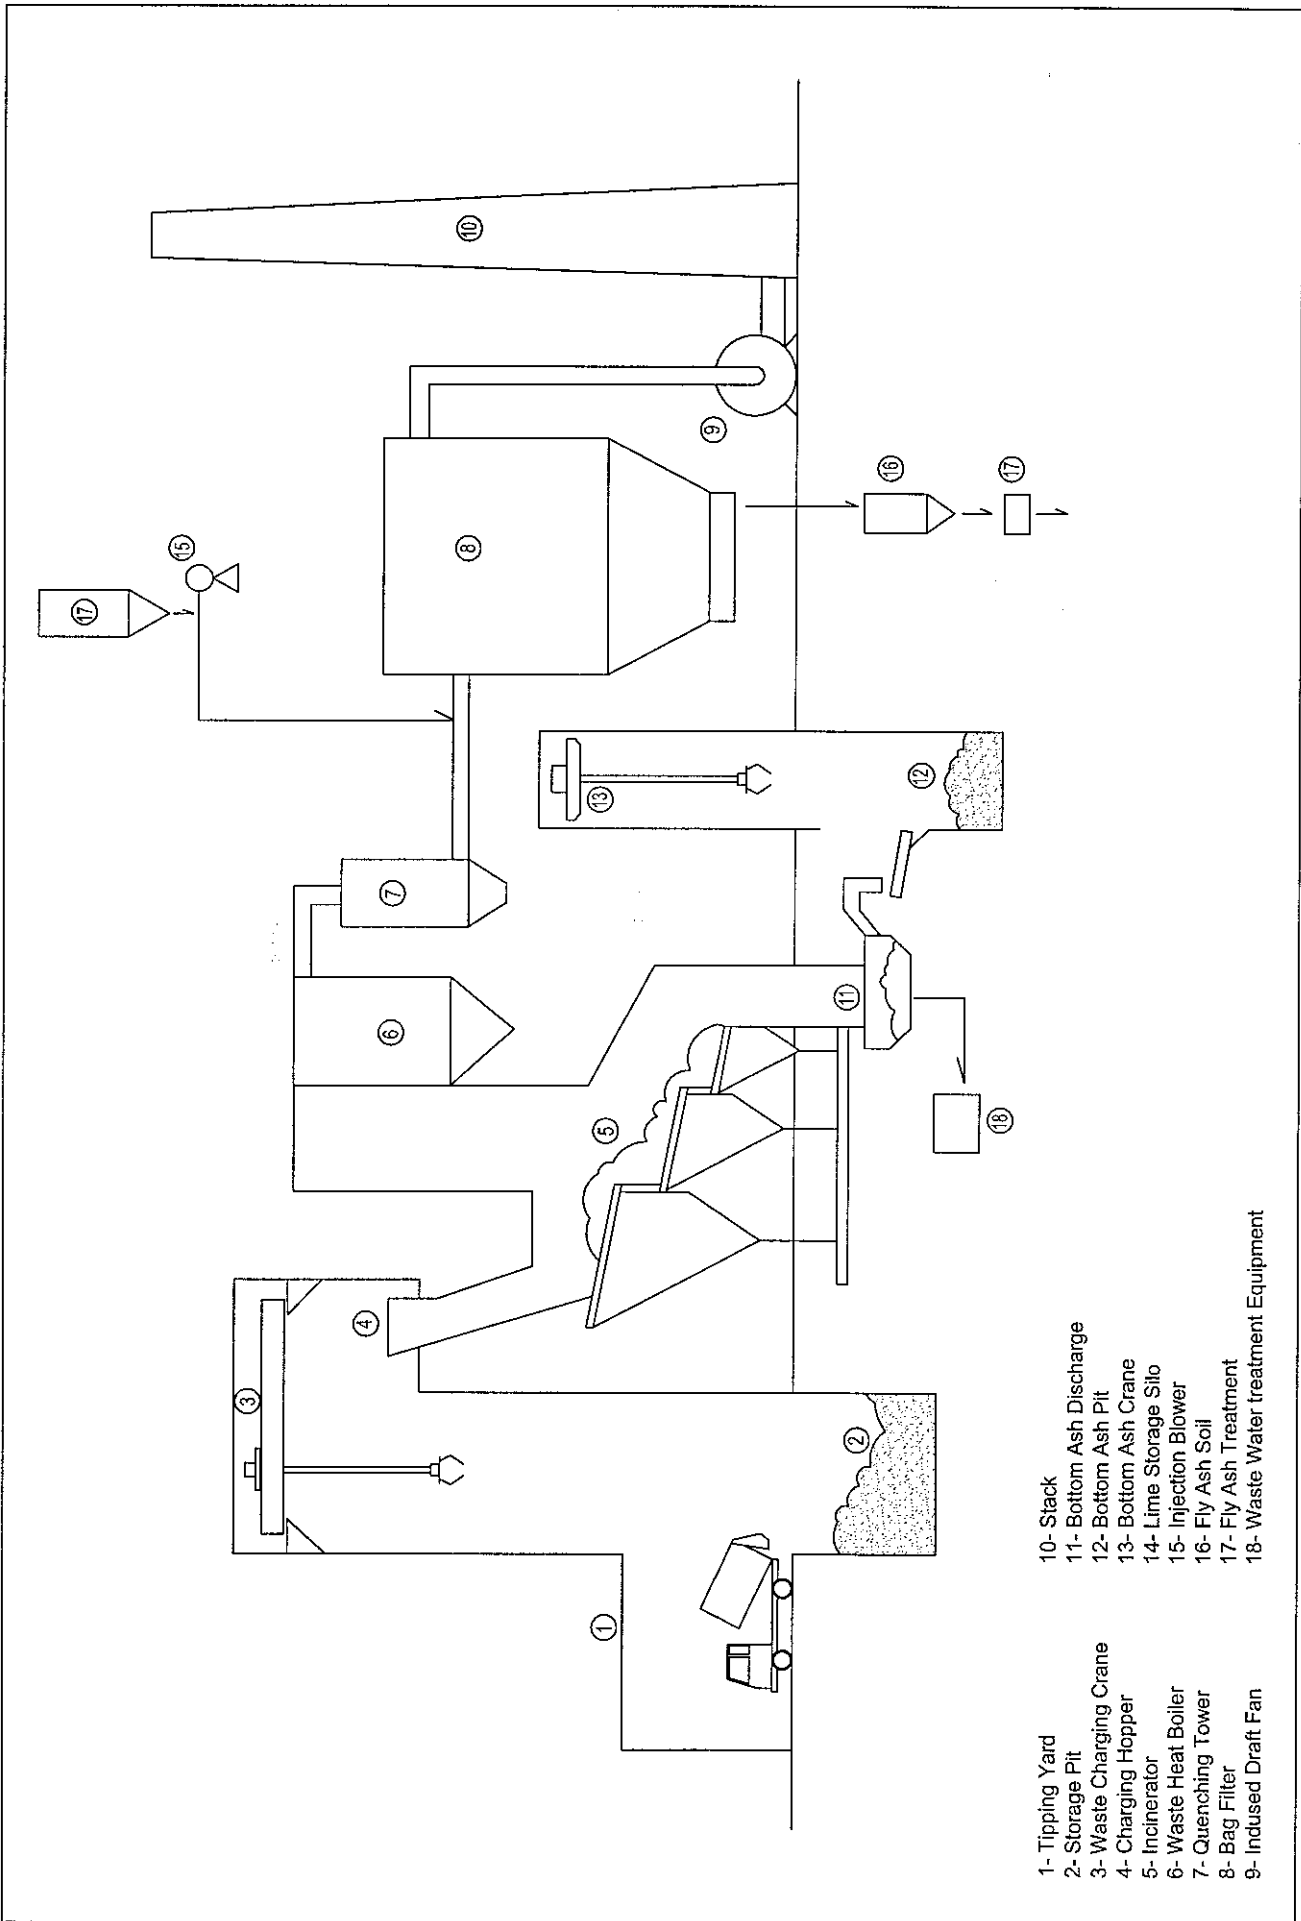 3
4
15
17
10
6
7
8
1
5
13
9
2
11
12
16
18
17
1- Tipping Yard
2- Storage Pit
3- Waste Charging Crane
4- Charging Hopper
5- Incinerator
6- Waste Heat Boiler
7- Quenching Tower
8- Bag Filter
9- Indused Draft Fan
10- Stack
11- Bottom Ash Discharge
12- Bottom Ash Pit
13- Bottom Ash Crane
14- Lime Storage Silo
15- Injection Blower
16- Fly Ash Soil
17- Fly Ash Treatment
18- Waste Water treatment Equipment